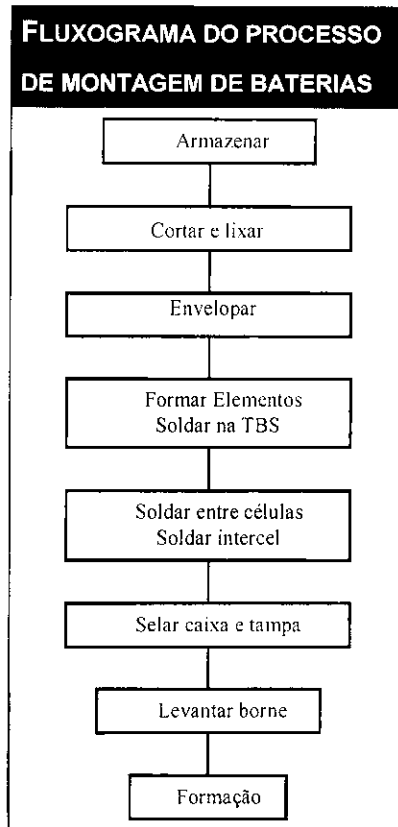 FLUXOGRAMA DO PROCESSO
DE MONTAGEM DE BATERIAS
Armazenar
Cortar e lixar
Envelopar
Formar Elementos
Soldar na TBS
Soldar entre células
Soldar intercel
Selar caixa e tampa
Levantar borne
Formação